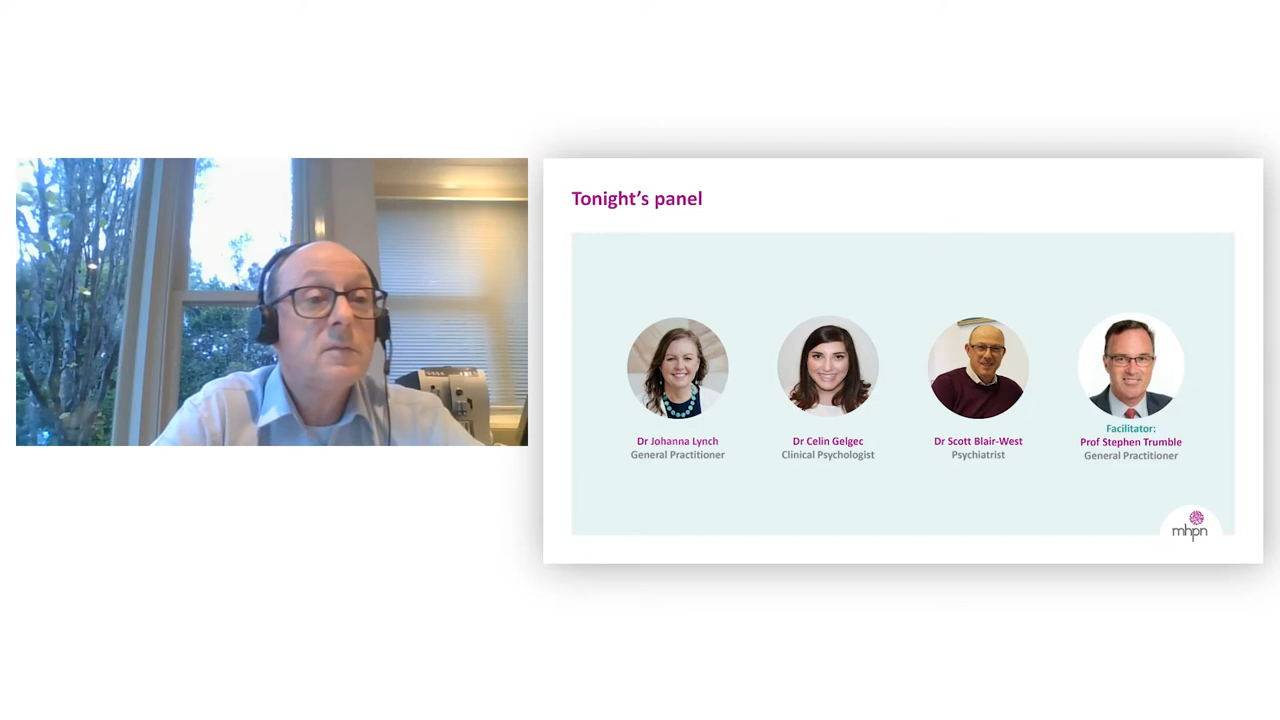 Tonight's panel
Dr Johanna Lynch
General Practitioner
Dr Celin Gelgec
Clinical Psychologist
Dr Scott Blair-West
Psychiatrist
Facilitator:
Prof Stephen Trumble
General Practitioner
mhpn